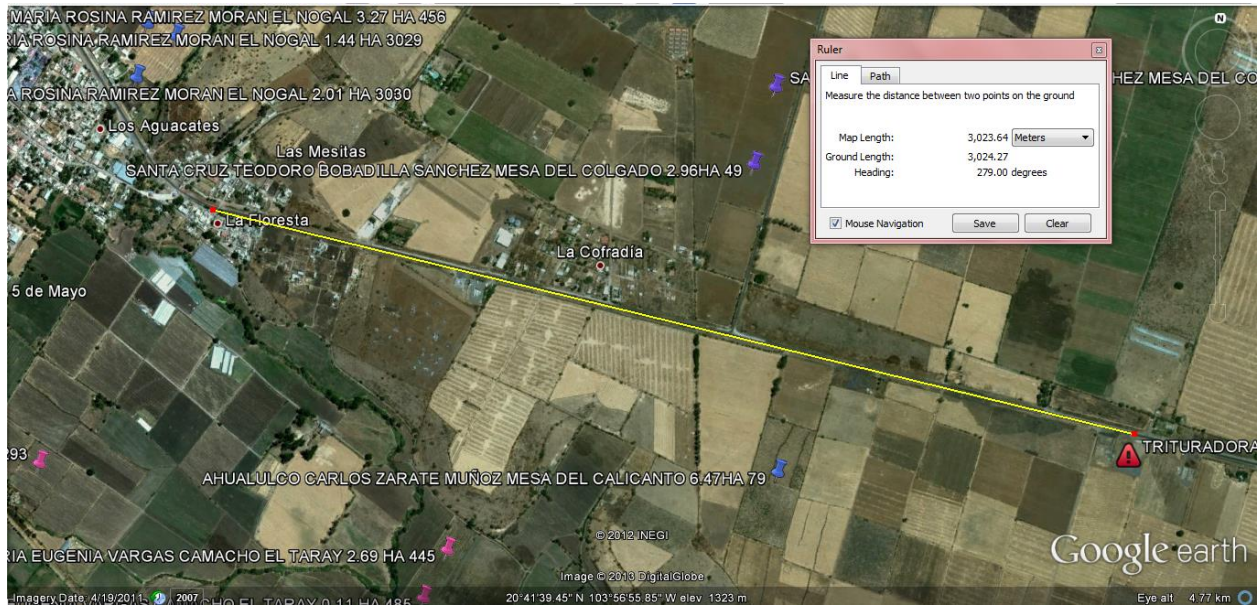 MARIA ROSINA RAMIREZ MORAN EL NOGAL 3.27 HA 456
RIA ROSINA RAMIREZ MORAN EL NOGAL 1.44 HA 3029
N
Ruler
Line Path
Measure the distance between two points on the ground
Map Length: 3,023.64 Meters
Ground Length: 3,024.27
Heading: 279.00 degrees
Mouse Navigation Save Clear
SA
HEZ MESA DEL CO
A ROSINA RAMIREZ MORAN EL NOGAL 2.01 HA 3030
Los Aguacates
Las Mesitas
SANTA CRUZ TEODORO BOBADILLA SANCHEZ MESA DEL COLGADO 2.96HA 49
La Floresta
La Cofradía
5 de Mayo
TRITURADORA
293
AHUALULCO CARLOS ZARATE MUÑOZ MESA DEL CALICANTO 6.47HA 79
© 2012 INEGI
RIA EUGENIA VARGAS CAMACHO EL TARAY 2.69 HA 445
Google earth
Image © 2013 DigitalGlobe
CHO EL TARAY 0.11 HA 485
Imagery Date: 4/19/2011 2007 20°41'39.45" N 103°56'55.85" W elev 1323 m Eye alt 4.77 km